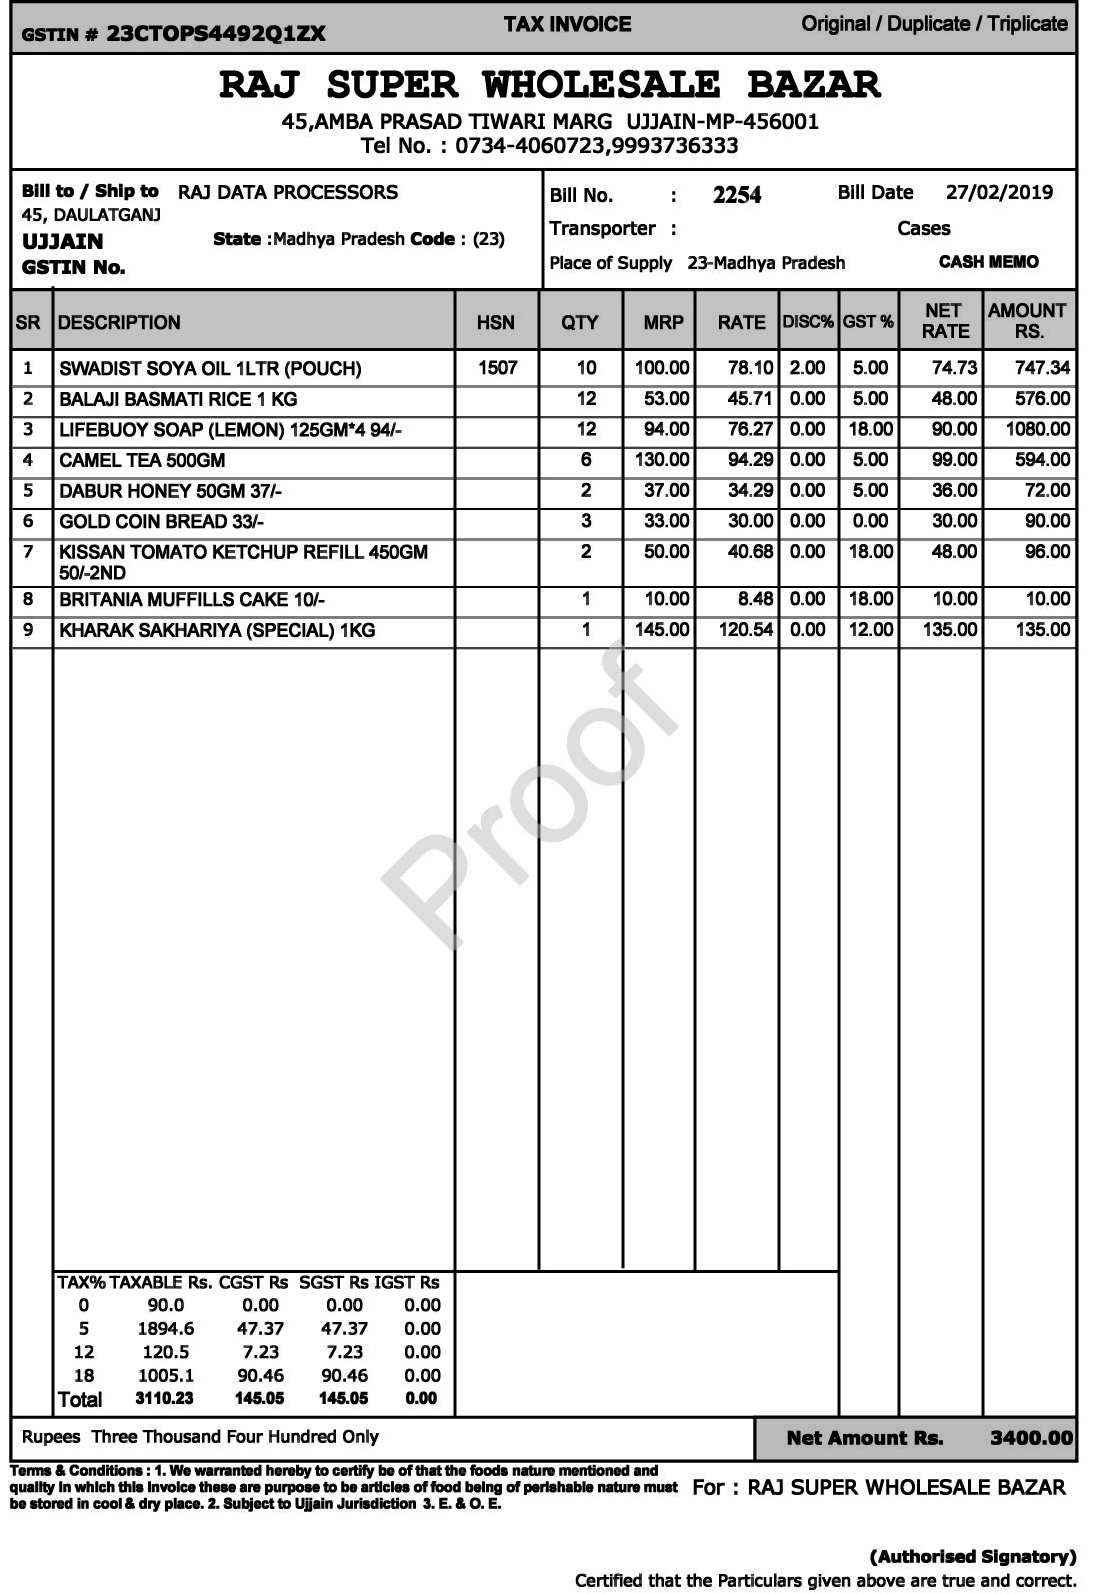 GSTIN # 23CTOPS4492Q1ZX TAX INVOICE Original / Duplicate / Triplicate
RAJ SUPER WHOLESALE BAZAR
45,AMBA PRASAD TIWARI MARG UJJAIN-MP-456001
Tel No. : 0734-4060723,9993736333
Bill to / Ship to RAJ DATA PROCESSORS
45, DAULATGANJ
UJJAIN State :Madhya Pradesh Code : (23)
GSTIN No.
Bill No. : 2254 Bill Date 27/02/2019
Transporter : Cases
Place of Supply 23-Madhya Pradesh CASH MEMO
SR DESCRIPTION HSN QTY MRP RATE DISC% GST % NET RATE AMOUNT RS.
1 SWADIST SOYA OIL 1LTR (POUCH) 1507 10 100.00 78.10 2.00 5.00 74.73 747.34
2 BALAJI BASMATI RICE 1 KG 12 53.00 45.71 0.00 5.00 48.00 576.00
3 LIFEBUOY SOAP (LEMON) 125GM*4 94/- 12 94.00 76.27 0.00 18.00 90.00 1080.00
4 CAMEL TEA 500GM 6 130.00 94.29 0.00 5.00 99.00 594.00
5 DABUR HONEY 50GM 37/- 2 37.00 34.29 0.00 5.00 36.00 72.00
6 GOLD COIN BREAD 33/- 3 33.00 30.00 0.00 0.00 30.00 90.00
7 KISSAN TOMATO KETCHUP REFILL 450GM 2 50.00 40.68 0.00 18.00 48.00 96.00
50/-2ND
8 BRITANIA MUFFILLS CAKE 10/- 1 10.00 8.48 0.00 18.00 10.00 10.00
9 KHARAK SAKHARIYA (SPECIAL) 1KG 1 145.00 120.54 0.00 12.00 135.00 135.00
Proof
TAX% TAXABLE Rs. CGST Rs SGST Rs IGST Rs
0 90.0 0.00 0.00 0.00
5 1894.6 47.37 47.37 0.00
12 120.5 7.23 7.23 0.00
18 1005.1 90.46 90.46 0.00
Total 3110.23 145.05 145.05 0.00
Rupees Three Thousand Four Hundred Only Net Amount Rs. 3400.00
Terms & Conditions : 1. We warranted hereby to certify be of that the foods nature mentioned and
quality in which this invoice these are purpose to be articles of food being of perishable nature must
be stored in cool & dry place. 2. Subject to Ujjain Jurisdiction 3. E. & O. E.
For : RAJ SUPER WHOLESALE BAZAR
(Authorised Signatory)
Certified that the Particulars given above are true and correct.